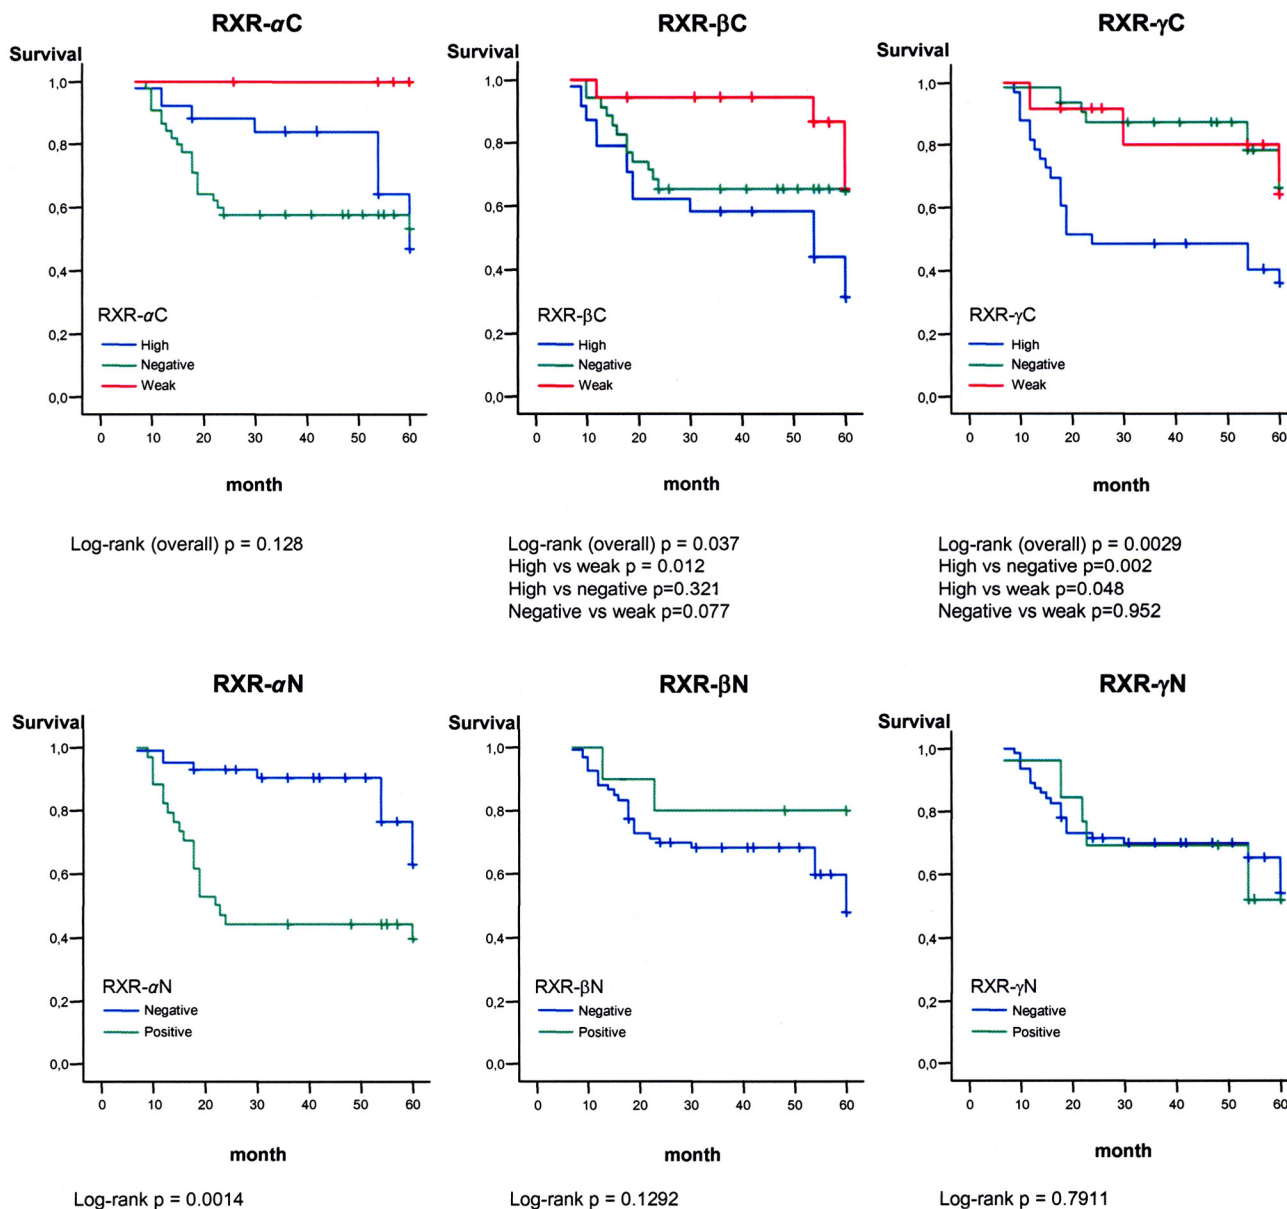 RXR-αC
Survival
1,0
0,8
0,6
0,4
0,2
0,0
RXR-αC
High
Negative
Weak
0 10 20 30 40 50 60
month
Log-rank (overall) p = 0.128
RXR-βC
Survival
1,0
0,8
0,6
0,4
0,2
0,0
RXR-βC
High
Negative
Weak
0 10 20 30 40 50 60
month
Log-rank (overall) p = 0.037
High vs weak p = 0.012
High vs negative p=0.321
Negative vs weak p=0.077
RXR-γC
Survival
1,0
0,8
0,6
0,4
0,2
0,0
RXR-γC
High
Negative
Weak
0 10 20 30 40 50 60
month
Log-rank (overall) p = 0.0029
High vs negative p=0.002
High vs weak p=0.048
Negative vs weak p=0.952
RXR-αN
Survival
1,0
0,8
0,6
0,4
0,2
0,0
RXR-αN
Negative
Positive
0 10 20 30 40 50 60
month
Log-rank p = 0.0014
RXR-βN
Survival
1,0
0,8
0,6
0,4
0,2
0,0
RXR-βN
Negative
Positive
0 10 20 30 40 50 60
month
Log-rank p = 0.1292
RXR-γN
Survival
1,0
0,8
0,6
0,4
0,2
0,0
RXR-γN
Negative
Positive
0 10 20 30 40 50 60
month
Log-rank p = 0.7911